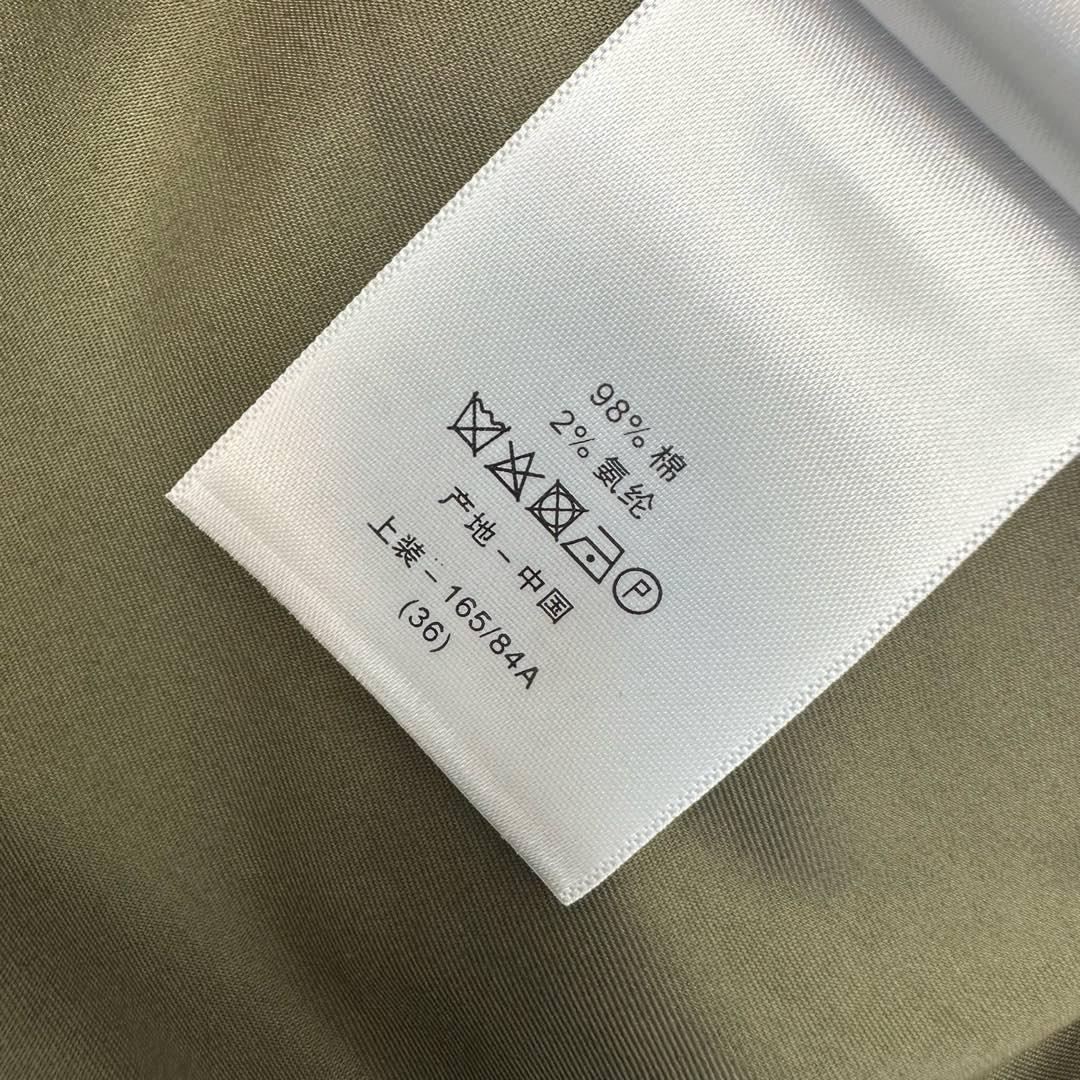 98% 棉
2% 氨纶
P
产地 - 中国
上装 - 165/84A
(36)